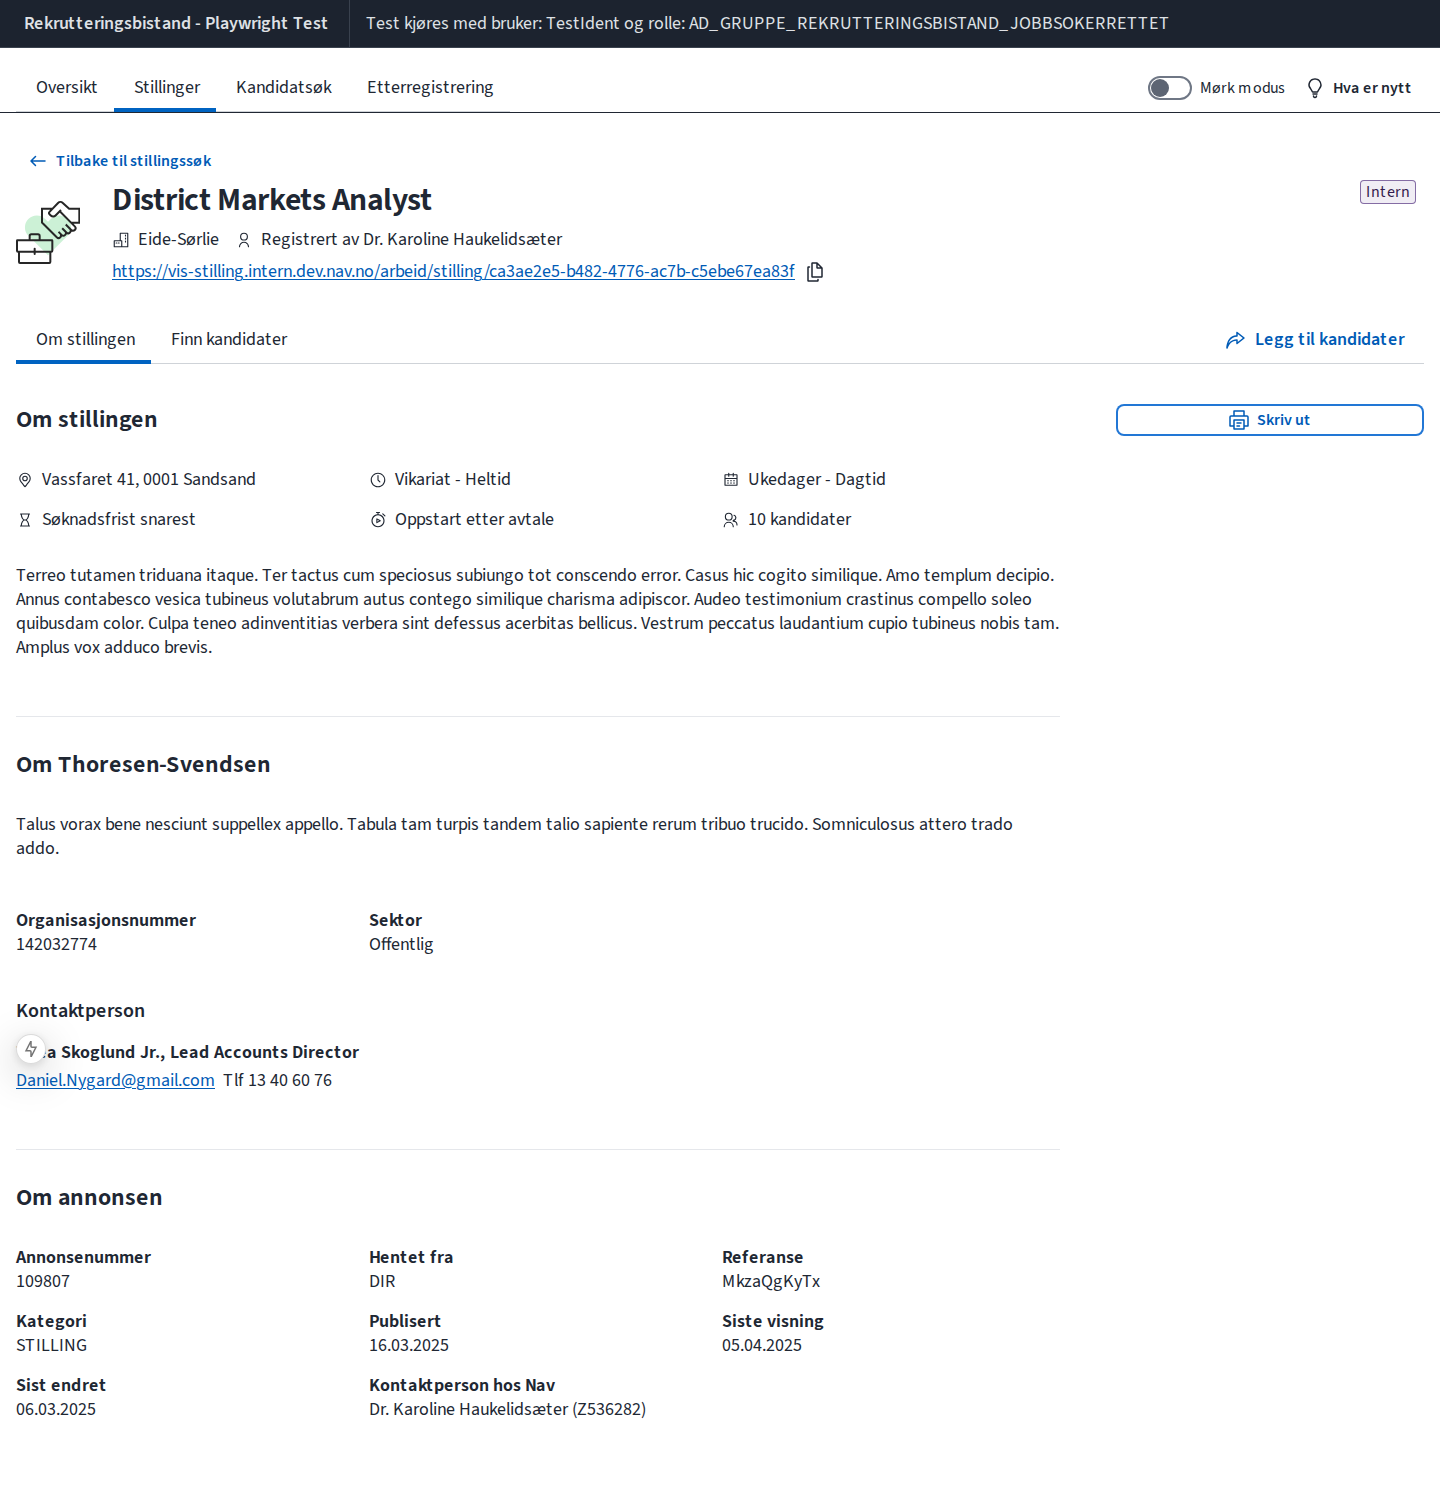 Rekrutteringsbistand - Playwright Test
Test kjøres med bruker: TestIdent og rolle: AD_GRUPPE_REKRUTTERINGSBISTAND_JOBBSOKERRETTET
Oversikt Stillinger Kandidatsøk Etterregistrering
Mørk modus Hva er nytt
Tilbake til stillingssøk
District Markets Analyst
Intern
Eide-Sørlie Registrert av Dr. Karoline Haukelidsæter
https://vis-stilling.intern.dev.nav.no/arbeid/stilling/ca3ae2e5-b482-4776-ac7b-c5ebe67ea83f
Om stillingen Finn kandidater
Legg til kandidater
Om stillingen
Skriv ut
Vassfaret 41, 0001 Sandsand Vikariat - Heltid Ukedager - Dagtid
Søknadsfrist snarest Oppstart etter avtale 10 kandidater
Terreo tutamen triduana itaque. Ter tactus cum speciosus subiungo tot conscendo error. Casus hic cogito similique. Amo templum decipio.
Annus contabesco vesica tubineus volutabrum autus contego similique charisma adipiscor. Audeo testimonium crastinus compello soleo
quibusdam color. Culpa teneo adinventitias verbera sint defessus acerbitas bellicus. Vestrum peccatus laudantium cupio tubineus nobis tam.
Amplus vox adduco brevis.
Om Thoresen-Svendsen
Talus vorax bene nesciunt suppellex appello. Tabula tam turpis tandem talio sapiente rerum tribuo trucido. Somniculosus attero trado
addo.
Organisasjonsnummer Sektor
142032774 Offentlig
Kontaktperson
Skoglund Jr., Lead Accounts Director
Daniel.Nygard@gmail.com Tlf 13 40 60 76
Om annonsen
Annonsenummer Hentet fra Referanse
109807 DIR MkzaQgKyTx
Kategori Publisert Siste visning
STILLING 16.03.2025 05.04.2025
Sist endret Kontaktperson hos Nav
06.03.2025 Dr. Karoline Haukelidsæter (Z536282)